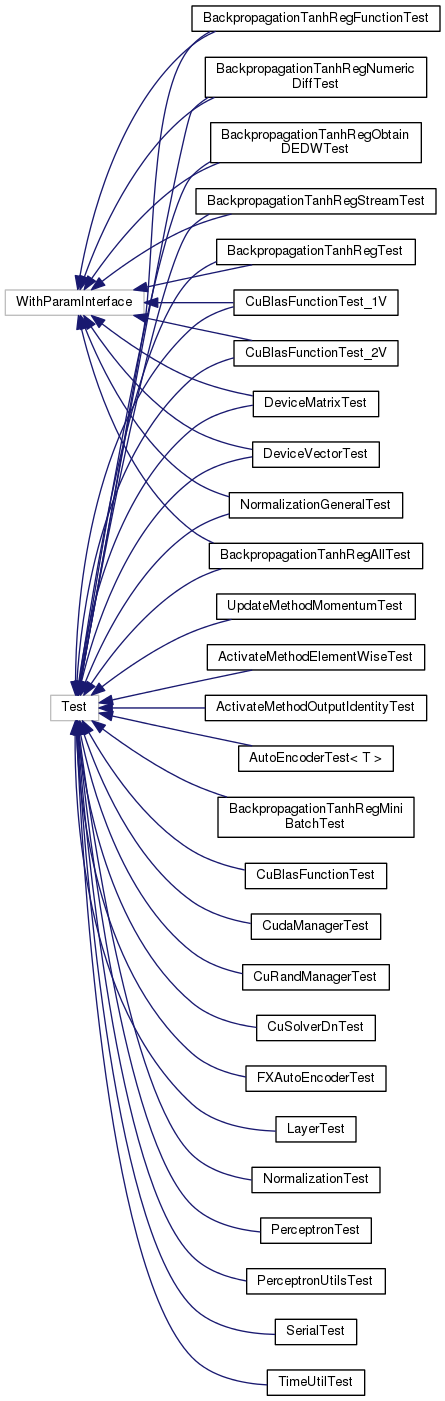 BackpropagationTanhRegFunctionTest
BackpropagationTanhRegNumeric
DiffTest
BackpropagationTanhRegObtain
DEDWTest
BackpropagationTanhRegStreamTest
BackpropagationTanhRegTest
WithParamInterface
CuBlasFunctionTest_1V
CuBlasFunctionTest_2V
DeviceMatrixTest
DeviceVectorTest
NormalizationGeneralTest
BackpropagationTanhRegAllTest
UpdateMethodMomentumTest
ActivateMethodElementWiseTest
Test
ActivateMethodOutputIdentityTest
AutoEncoderTest< T >
BackpropagationTanhRegMini
BatchTest
CuBlasFunctionTest
CudaManagerTest
CuRandManagerTest
CuSolverDnTest
FXAutoEncoderTest
LayerTest
NormalizationTest
PerceptronTest
PerceptronUtilsTest
SerialTest
TimeUtilTest